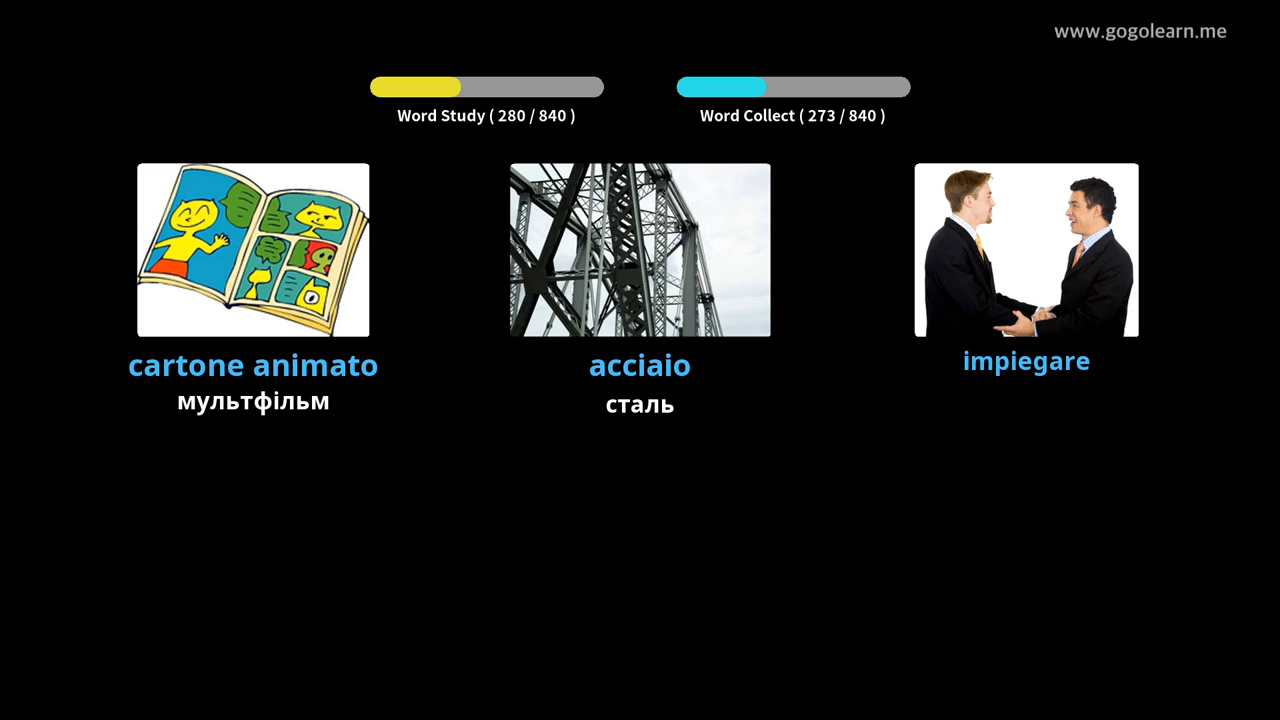 www.gogolearn.me
Word Study ( 280 / 840 )
Word Collect ( 273 / 840 )
cartone animato
мультфільм
acciaio
сталь
impiegare